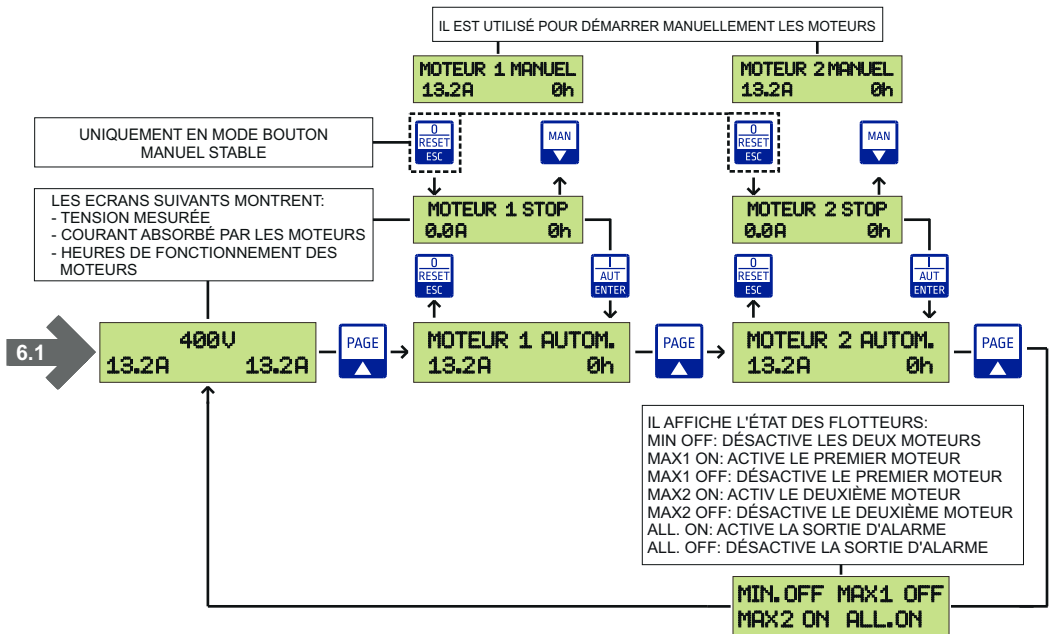 IL EST UTILISÉ POUR DÉMARRER MANUELLEMENT LES MOTEURS
MOTEUR 1 MANUEL
13.2A 0h
MOTEUR 2 MANUEL
13.2A 0h
UNIQUEMENT EN MODE BOUTON
MANUEL STABLE
0
RESET
ESC
MAN
0
RESET
ESC
MAN
LES ECRANS SUIVANTS MONTRENT:
- TENSION MESURÉE
- COURANT ABSORBÉ PAR LES MOTEURS
- HEURES DE FONCTIONNEMENT DES
MOTEURS
MOTEUR 1 STOP
0.0A 0h
MOTEUR 2 STOP
0.0A 0h
0
RESET
ESC
I
AUT
ENTER
0
RESET
ESC
I
AUT
ENTER
6.1
400V
13.2A 13.2A
PAGE
MOTEUR 1 AUTOM.
13.2A 0h
PAGE
MOTEUR 2 AUTOM.
13.2A 0h
PAGE
IL AFFICHE L'ÉTAT DES FLOTTEURS:
MIN OFF: DÉSACTIVE LES DEUX MOTEURS
MAX1 ON: ACTIVE LE PREMIER MOTEUR
MAX1 OFF: DÉSACTIVE LE PREMIER MOTEUR
MAX2 ON: ACTIV LE DEUXIÈME MOTEUR
MAX2 OFF: DÉSACTIVE LE DEUXIÈME MOTEUR
ALL. ON: ACTIVE LA SORTIE D'ALARME
ALL. OFF: DÉSACTIVE LA SORTIE D'ALARME
MIN.OFF MAX1 OFF
MAX2 ON ALL.ON